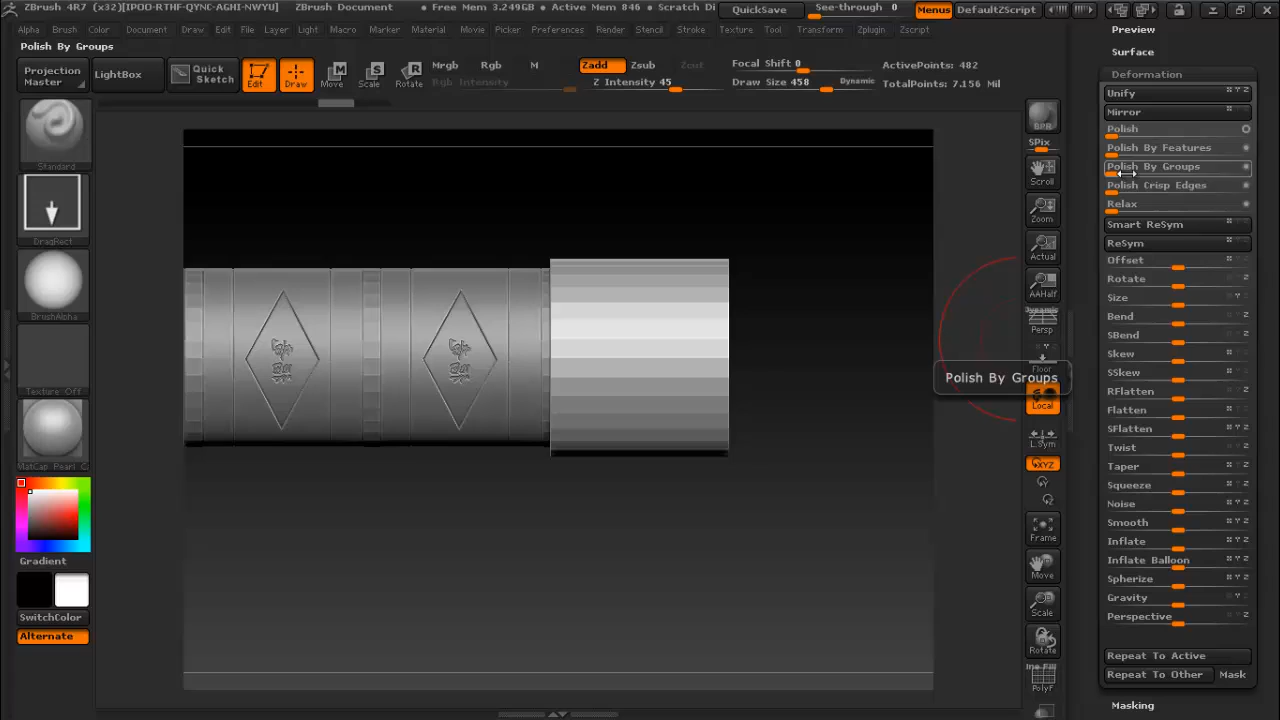 ZBrush 4R7 (x32)[IPOO-RTHF-QYNC-AGHI-NWYU] ZBrush Document • Free Mem 3.249GB • Active Mem 846 • Scratch Di QuickSave See-through 0 Menus DefaultZScript
Alpha Brush Color Document Draw Edit File Layer Light Macro Marker Material Movie Picker Preferences Render Stencil Stroke Texture Tool Transform Zplugin Zscript
Polish By Groups
Projection Master
LightBox
Quick Sketch
Edit
Draw
Move
Scale
Rotate
Mrgb Rgb M
Rgb Intensity
Zadd Zsub Zcut
Z Intensity 45
Focal Shift 0
Draw Size 458 Dynamic
ActivePoints: 482
TotalPoints: 7.156 Mil
Standard
DragRect
BrushAlpha
Texture Off
MatCap Pearl C
Gradient
SwitchColor
Alternate
BPR
SPix
Scroll
Zoom
Actual
AAHalf
Dynamic
Persp
Floor
Local
L.Sym
XYZ
Frame
Move
Scale
Rotate
Line Fill
PolyF
Polish By Groups
Preview
Surface
Deformation
Unify
Mirror
Polish
Polish By Features
Polish By Groups
Polish Crisp Edges
Relax
Smart ReSym
ReSym
Offset
Rotate
Size
Bend
SBend
Skew
SSkew
RFlatten
Flatten
SFlatten
Twist
Taper
Squeeze
Noise
Smooth
Inflate
Inflate Balloon
Spherize
Gravity
Perspective
Repeat To Active
Repeat To Other Mask
Masking